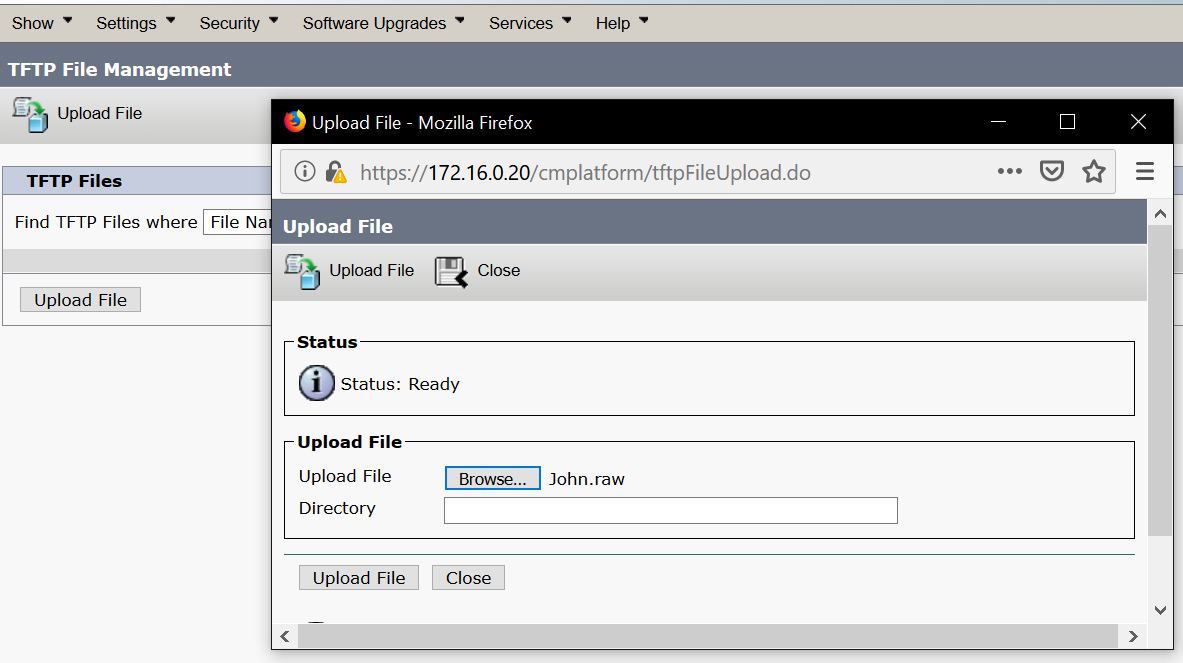 Show Settings Security Software Upgrades Services Help
TFTP File Management
Upload File
TFTP Files
Find TFTP Files where File Nar
Upload File
Upload File - Mozilla Firefox
https://172.16.0.20/cmplatform/tftpFileUpload.do
Upload File
Upload File Close
Status
Status: Ready
Upload File
Upload File Browse... John.raw
Directory
Upload File Close